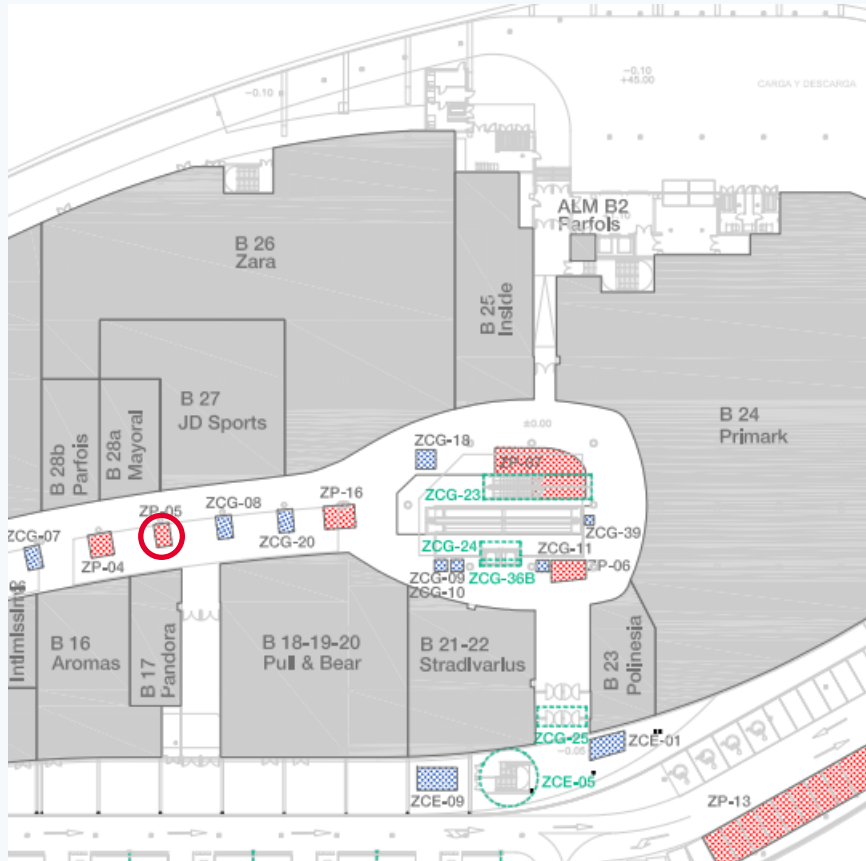 −0.10
−0.10
+45.00
CARGA Y DESCARGA
ALM B2
Parfois
B 26
Zara
B 25
Inside
B 27
JD Sports
B 28b
Parfois
B 28a
Mayoral
B 24
Primark
±0.00
ZCG-18
ZP-07
ZCG-23
ZP-05
ZCG-08
ZP-16
ZCG-07
ZP-04
ZCG-20
ZCG-39
ZCG-24
ZCG-11
ZP-06
ZCG-09
ZCG-36B
ZCG-10
Intimissimi
B 16
Aromas
B 17
Pandora
B 18-19-20
Pull & Bear
B 21-22
Stradivarius
B 23
Polinesia
ZCG-25
−0.05
ZCE-01
ZCE-09
ZCE-05
ZP-13